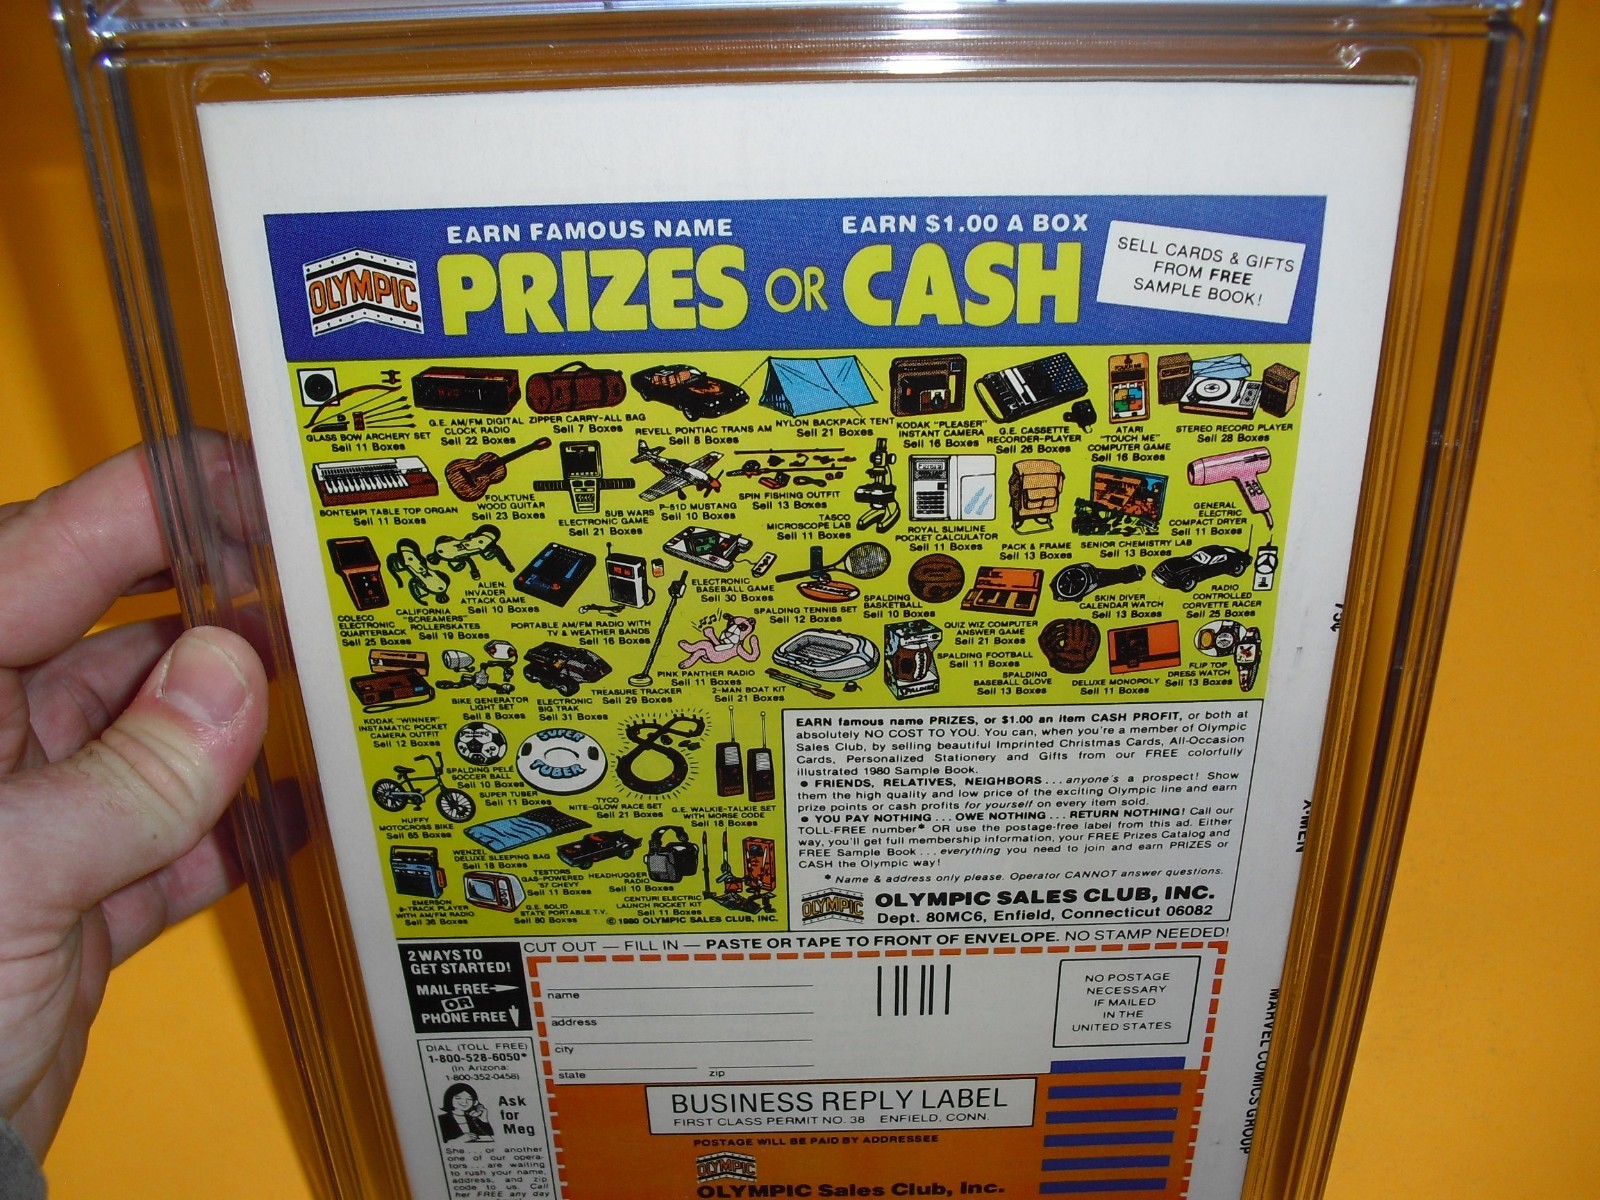 EARN FAMOUS NAME
PRIZES OR CASH
EARN $1.00 A BOX
OLYMPIC
SELL CARDS & GIFTS
FROM FREE
SAMPLE BOOK!
GLASS BOW ARCHERY SET
Sell 11 Boxes
G.E. AM/FM DIGITAL
CLOCK RADIO
Sell 22 Boxes
ZIPPER CARRY-ALL BAG
Sell 7 Boxes
REVELL PONTIAC TRANS AM
Sell 8 Boxes
NYLON BACKPACK TENT
Sell 21 Boxes
KODAK "PLEASER"
INSTANT CAMERA
Sell 16 Boxes
G.E. CASSETTE
RECORDER-PLAYER
Sell 26 Boxes
ATARI
"TOUCH ME"
COMPUTER GAME
Sell 16 Boxes
STEREO RECORD PLAYER
Sell 28 Boxes
BONTEMPI TABLE TOP ORGAN
Sell 11 Boxes
FOLKTUNE
WOOD GUITAR
Sell 23 Boxes
SUB WARS
ELECTRONIC GAME
Sell 21 Boxes
P-51D MUSTANG
Sell 10 Boxes
SPIN FISHING OUTFIT
Sell 13 Boxes
TASCO
MICROSCOPE LAB
Sell 11 Boxes
ROYAL SLIMLINE
POCKET CALCULATOR
Sell 11 Boxes
PACK & FRAME
Sell 13 Boxes
SENIOR CHEMISTRY LAB
Sell 13 Boxes
GENERAL
ELECTRIC
COMPACT DRYER
Sell 11 Boxes
COLECO
ELECTRONIC
QUARTERBACK
Sell 25 Boxes
CALIFORNIA
"SCREAMERS"
ROLLERSKATES
Sell 19 Boxes
ALIEN
INVADER
ATTACK GAME
Sell 10 Boxes
PORTABLE AM/FM RADIO WITH
TV & WEATHER BANDS
Sell 16 Boxes
ELECTRONIC
BASEBALL GAME
Sell 30 Boxes
SPALDING TENNIS SET
Sell 12 Boxes
SPALDING
BASKETBALL
Sell 10 Boxes
QUIZ WIZ COMPUTER
ANSWER GAME
Sell 21 Boxes
SKIN DIVER
CALENDAR WATCH
Sell 13 Boxes
RADIO
CONTROLLED
CORVETTE RACER
Sell 25 Boxes
KODAK "WINNER"
INSTAMATIC POCKET
CAMERA OUTFIT
Sell 12 Boxes
BIKE GENERATOR
LIGHT SET
Sell 8 Boxes
ELECTRONIC
BIG TRAK
Sell 31 Boxes
TREASURE TRACKER
Sell 29 Boxes
PINK PANTHER RADIO
Sell 11 Boxes
2-MAN BOAT KIT
Sell 21 Boxes
SPALDING FOOTBALL
Sell 11 Boxes
SPALDING
BASEBALL GLOVE
Sell 13 Boxes
DELUXE MONOPOLY
Sell 11 Boxes
FLIP TOP
DRESS WATCH
Sell 13 Boxes
SPALDING PELÉ
SOCCER BALL
Sell 10 Boxes
SUPER
TUBER
SUPER TUBER
Sell 11 Boxes
TYCO
NITE-GLOW RACE SET
Sell 21 Boxes
G.E. WALKIE-TALKIE SET
WITH MORSE CODE
Sell 18 Boxes
HUFFY
MOTOCROSS BIKE
Sell 65 Boxes
WENZEL
DELUXE SLEEPING BAG
Sell 18 Boxes
TESTORS
GAS-POWERED
'57 CHEVY
Sell 11 Boxes
HEADHUGGER
RADIO
Sell 10 Boxes
CENTURI ELECTRIC
LAUNCH ROCKET KIT
Sell 11 Boxes
EMERSON
8-TRACK PLAYER
WITH AM/FM RADIO
Sell 38 Boxes
G.E. SOLID
STATE PORTABLE T.V.
Sell 80 Boxes
© 1980 OLYMPIC SALES CLUB, INC.
EARN famous name PRIZES, or $1.00 an item CASH PROFIT, or both at
absolutely NO COST TO YOU. You can, when you're a member of Olympic
Sales Club, by selling beautiful Imprinted Christmas Cards, All-Occasion
Cards, Personalized Stationery and Gifts from our FREE colorfully
illustrated 1980 Sample Book.
• FRIENDS, RELATIVES, NEIGHBORS...anyone's a prospect! Show
them the high quality and low price of the exciting Olympic line and earn
prize points or cash profits for yourself on every item sold.
• YOU PAY NOTHING...OWE NOTHING...RETURN NOTHING! Call our
TOLL-FREE number* OR use the postage-free label from this ad. Either
way, you'll get full membership information, your FREE Prizes Catalog and
FREE Sample Book...everything you need to join and earn PRIZES or
CASH the Olympic way!
* Name & address only please. Operator CANNOT answer questions.
OLYMPIC
OLYMPIC SALES CLUB, INC.
Dept. 80MC6, Enfield, Connecticut 06082
CUT OUT — FILL IN — PASTE OR TAPE TO FRONT OF ENVELOPE. NO STAMP NEEDED!
2 WAYS TO
GET STARTED!
MAIL FREE
OR
PHONE FREE
DIAL (TOLL FREE)
1-800-528-6050*
(In Arizona:
1-800-352-0458)
Ask
for
Meg
She...or another
one of our opera-
tors...are waiting
to rush your name,
address, and zip
code to us. Call
her FREE any day
name
address
city
state zip
NO POSTAGE
NECESSARY
IF MAILED
IN THE
UNITED STATES
BUSINESS REPLY LABEL
FIRST CLASS PERMIT NO. 38 ENFIELD, CONN.
POSTAGE WILL BE PAID BY ADDRESSEE
OLYMPIC
OLYMPIC Sales Club, Inc.
X-MEN
MARVEL COMICS GROUP